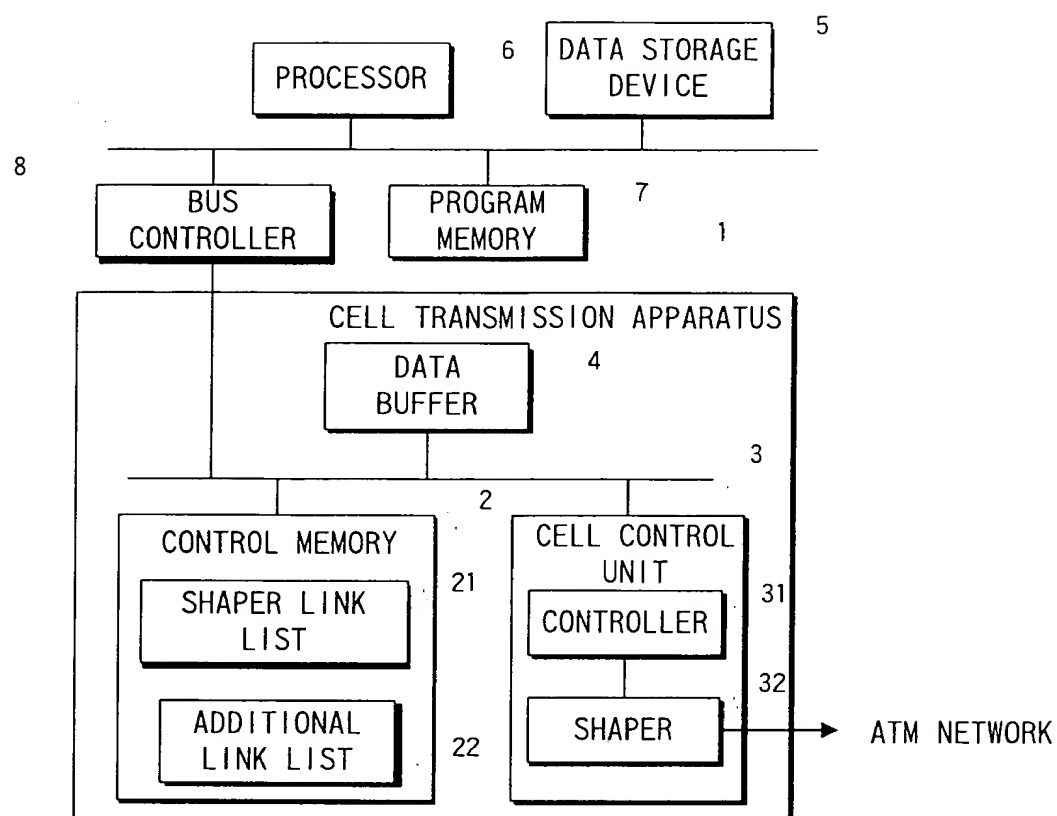 5
6
PROCESSOR
DATA STORAGE
DEVICE
8
BUS
CONTROLLER
PROGRAM
MEMORY
7
1
CELL TRANSMISSION APPARATUS
DATA
BUFFER
4
3
2
CONTROL MEMORY
SHAPER LINK
LIST
21
ADDITIONAL
LINK LIST
22
CELL CONTROL
UNIT
31
CONTROLLER
32
SHAPER
ATM NETWORK